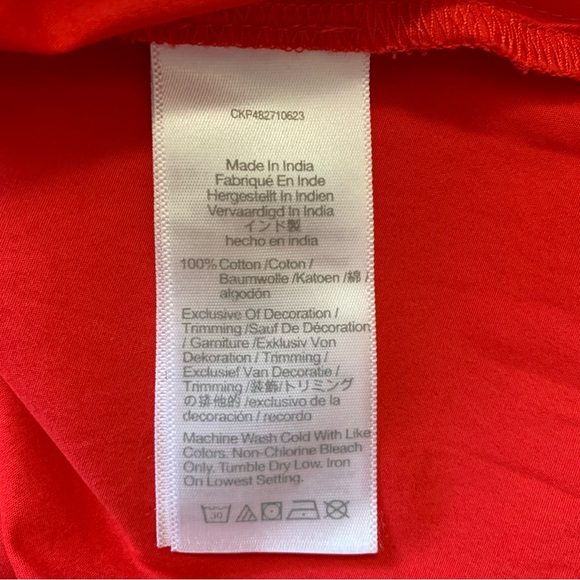 CKP482710623
Made In India
Fabriqué En Inde
Hergestellt In Indien
Vervaardigd In India
インド製
hecho en india
100% Cotton /Coton /
Baumwolle /Katoen /綿 /
algodón
Exclusive Of Decoration /
Trimming /Sauf De Décoration
/ Garniture /Exklusiv Von
Dekoration / Trimming /
Exclusief Van Decoratie /
Trimming /装飾/トリミング
の排他的 /exclusivo de la
decoración / recordo
Machine Wash Cold With Like
Colors. Non-Chlorine Bleach
Only. Tumble Dry Low. Iron
On Lowest Setting.
30